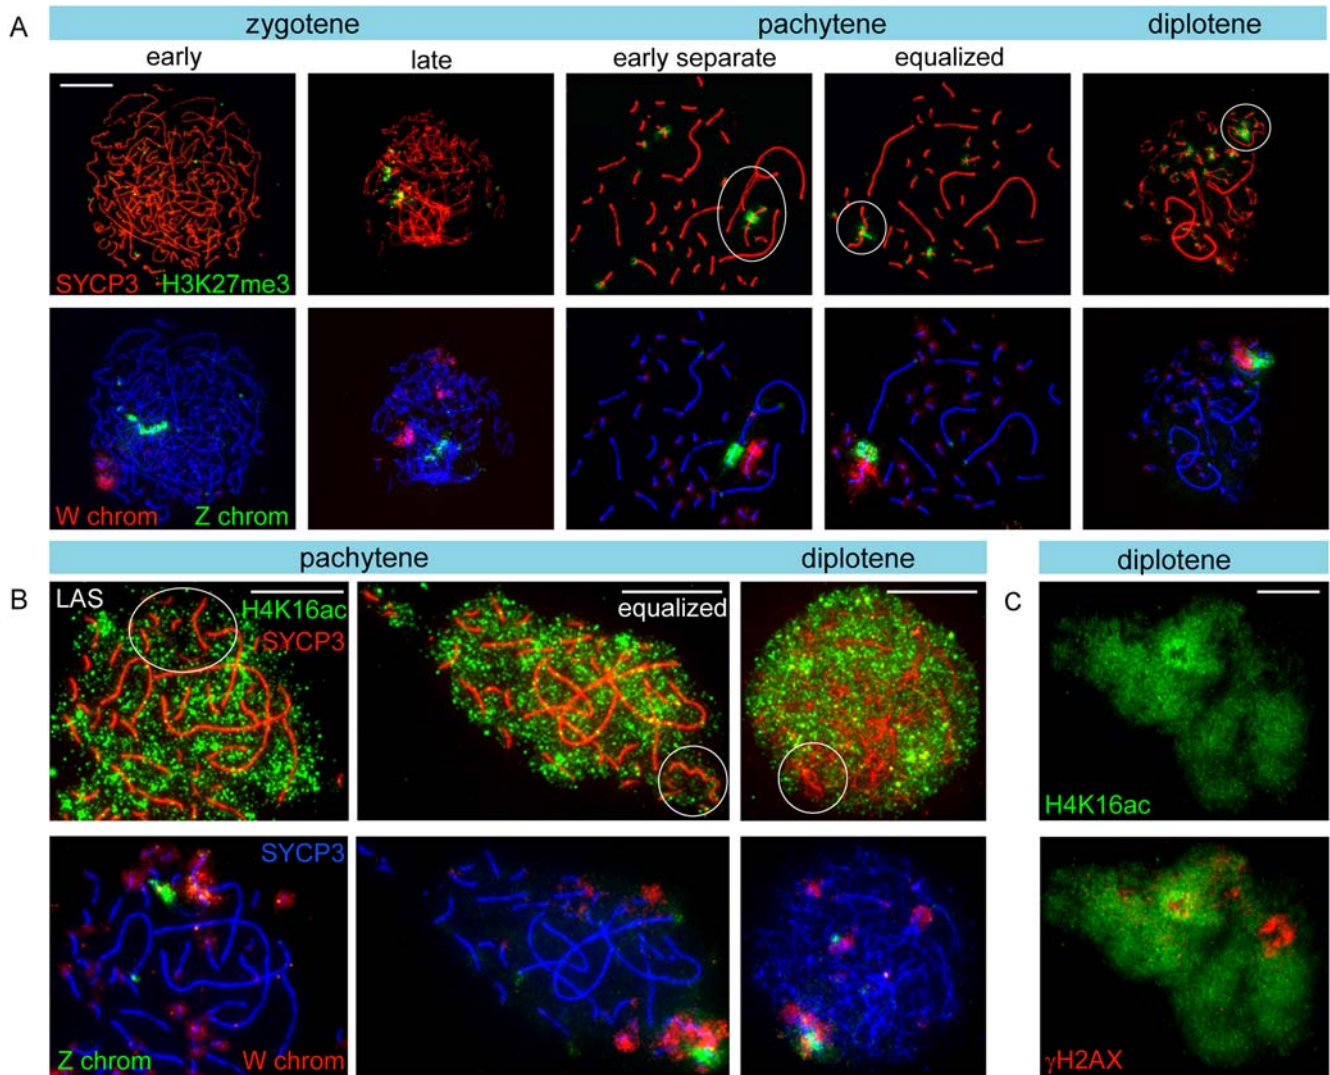 A
zygotene
pachytene
diplotene
early
late
early separate
equalized
SYCP3
H3K27me3
W chrom
Z chrom
pachytene
diplotene
diplotene
B
LAS
H4K16ac
SYCP3
equalized
C
H4K16ac
SYCP3
Z chrom
W chrom
γH2AX